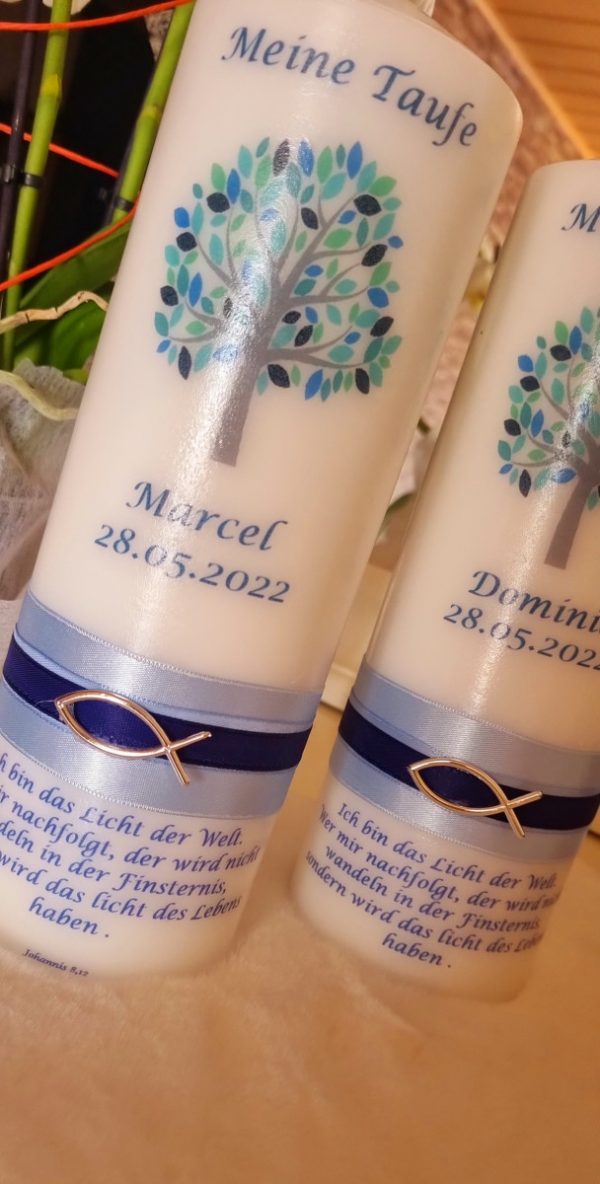 Meine Taufe
Marcel
28.05.2022
bin das Licht der Welt.
nachfolgt, der wird nicht
in der Finsternis,
wird das licht des Lebens
haben .
Johannis 8,12
28.05.2022
Ich bin das Licht der Welt.
Wer mir nachfolgt, der wird
wandeln in der Finsternis,
sondern wird das licht des Lebens
haben .